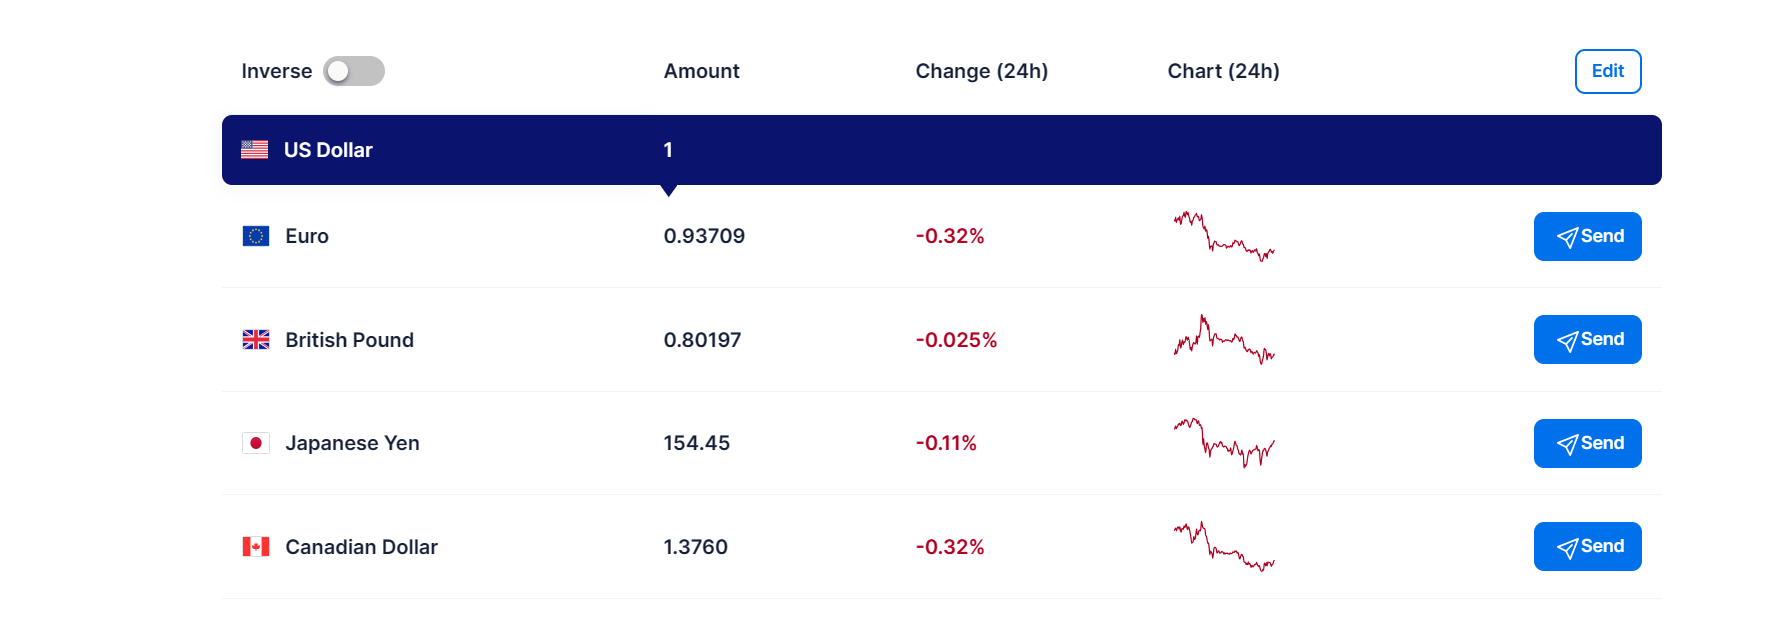 Inverse Amount Change (24h) Chart (24h) Edit
US Dollar 1
Euro 0.93709 -0.32% Send
British Pound 0.80197 -0.025% Send
Japanese Yen 154.45 -0.11% Send
Canadian Dollar 1.3760 -0.32% Send